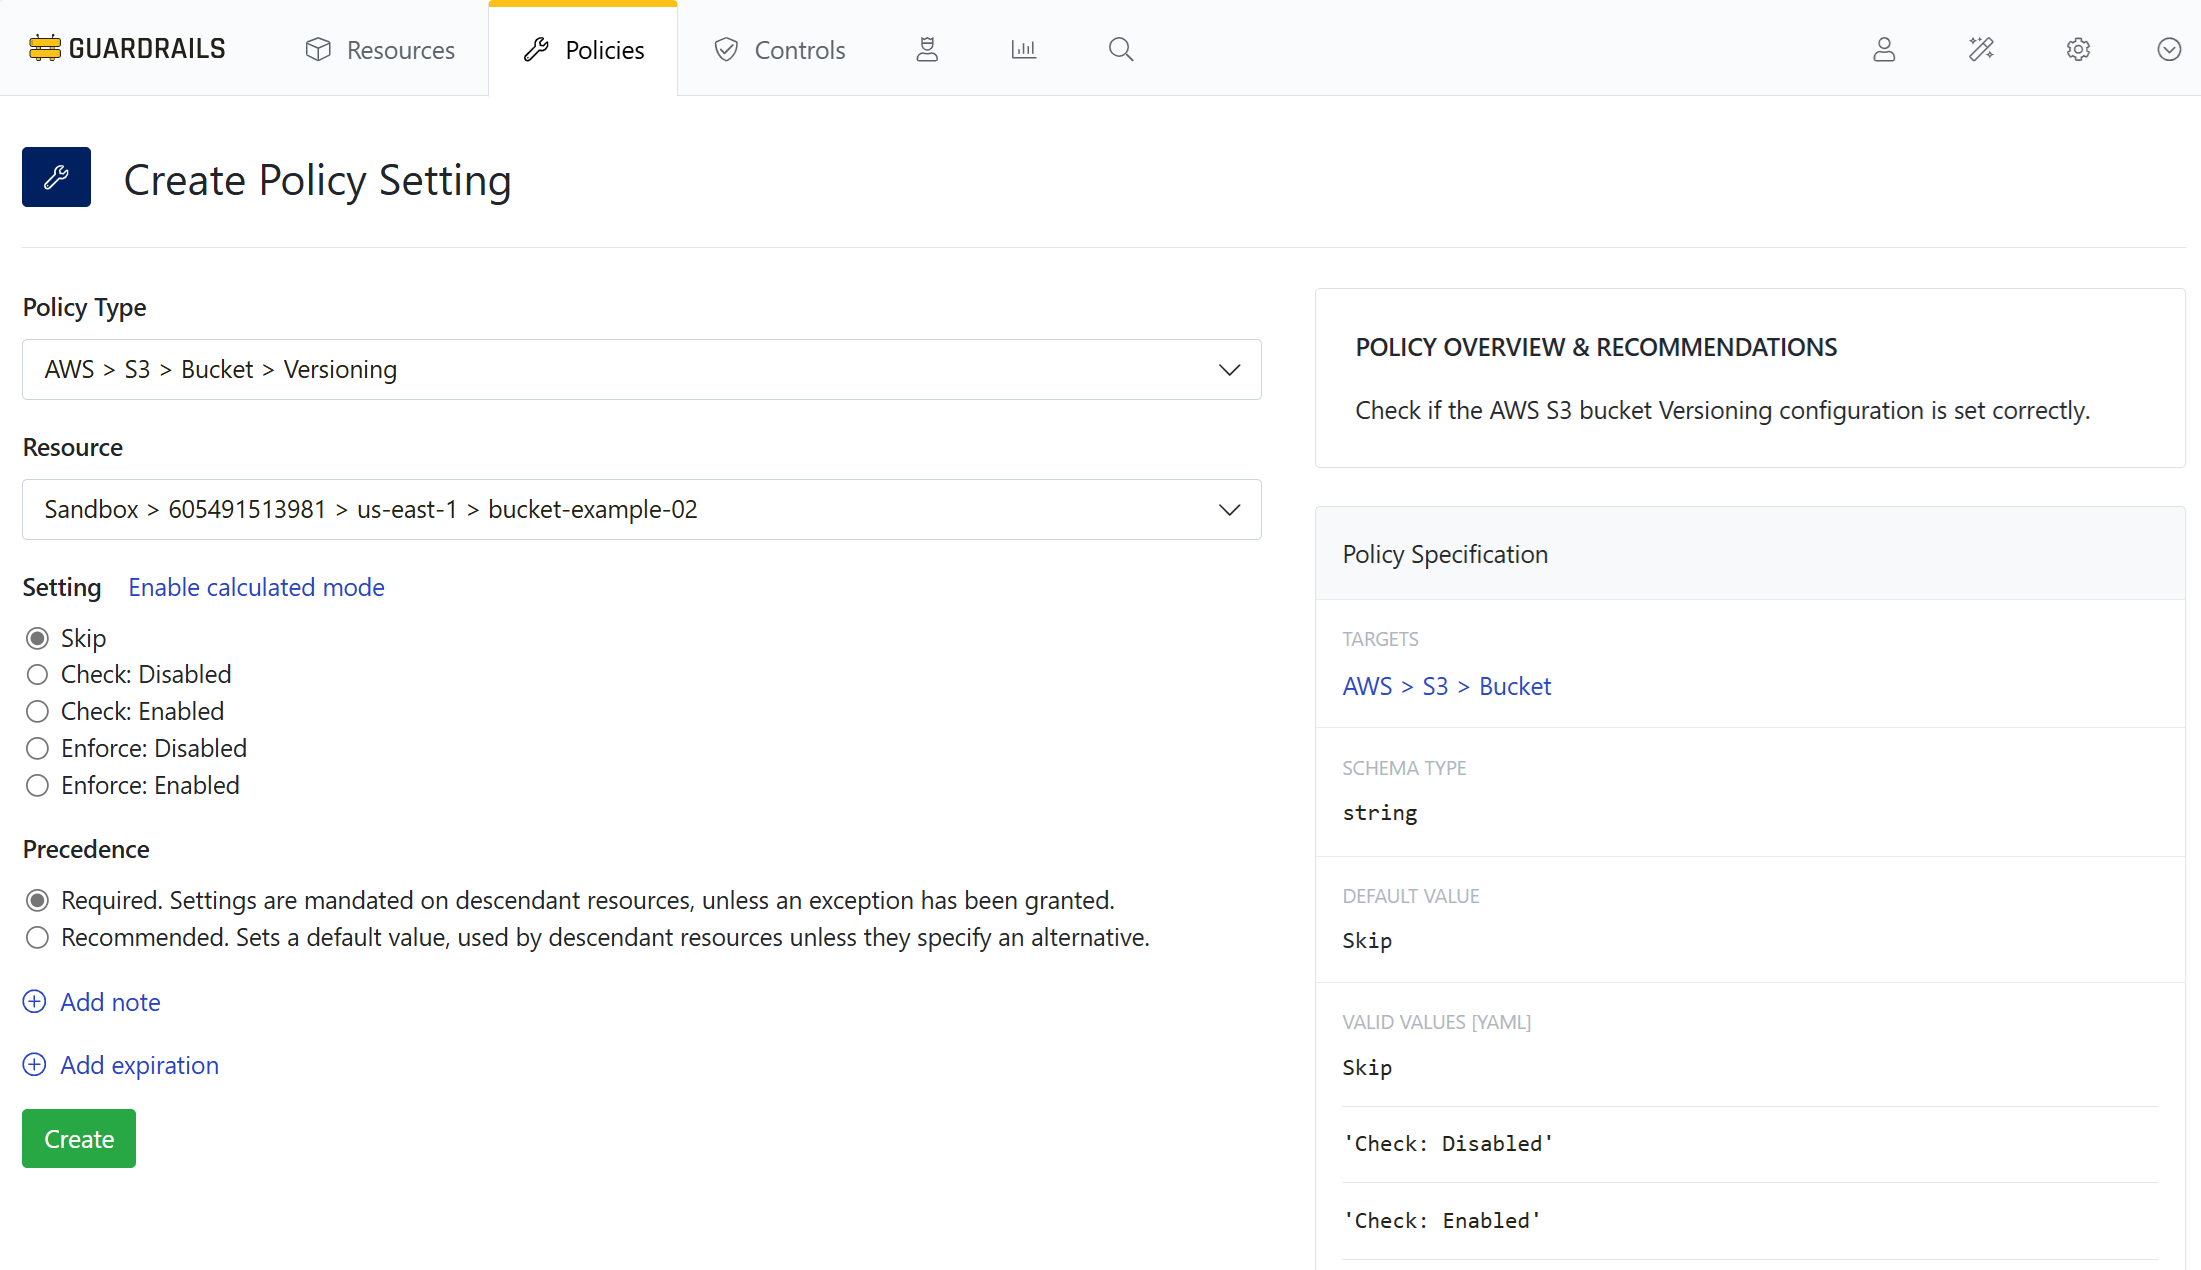 GUARDRAILS
Resources
Policies
Controls
Create Policy Setting
Policy Type
AWS > S3 > Bucket > Versioning
Resource
Sandbox > 605491513981 > us-east-1 > bucket-example-02
Setting Enable calculated mode
Skip
Check: Disabled
Check: Enabled
Enforce: Disabled
Enforce: Enabled
Precedence
Required. Settings are mandated on descendant resources, unless an exception has been granted.
Recommended. Sets a default value, used by descendant resources unless they specify an alternative.
Add note
Add expiration
Create
POLICY OVERVIEW & RECOMMENDATIONS
Check if the AWS S3 bucket Versioning configuration is set correctly.
Policy Specification
TARGETS
AWS > S3 > Bucket
SCHEMA TYPE
string
DEFAULT VALUE
Skip
VALID VALUES [YAML]
Skip
'Check: Disabled'
'Check: Enabled'